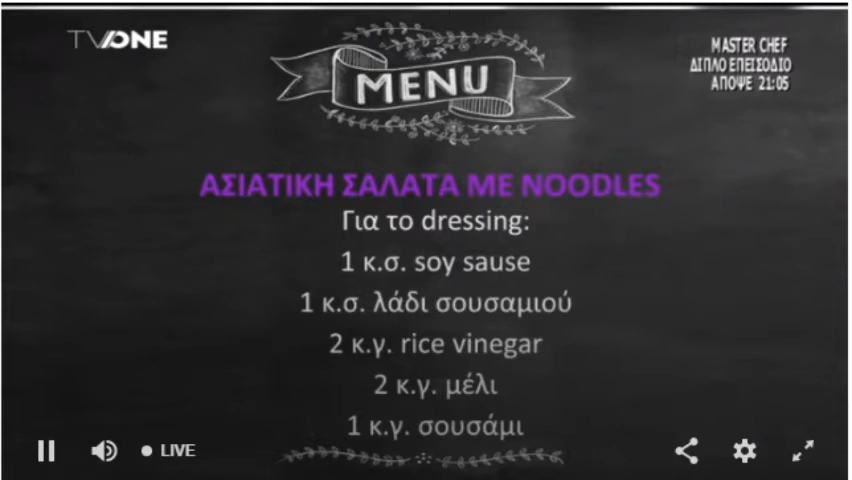 TVONE
MENU
MASTER CHEF
ΔΙΠΛΟ ΕΠΕΙΣΟΔΙΟ
ΑΠΟΨΕ 21:05
ΑΣΙΑΤΙΚΗ ΣΑΛΑΤΑ ΜΕ NOODLES
Για το dressing:
1 κ.σ. soy sause
1 κ.σ. λάδι σουσαμιού
2 κ.γ. rice vinegar
2 κ.γ. μέλι
1 κ.γ. σουσάμι
LIVE